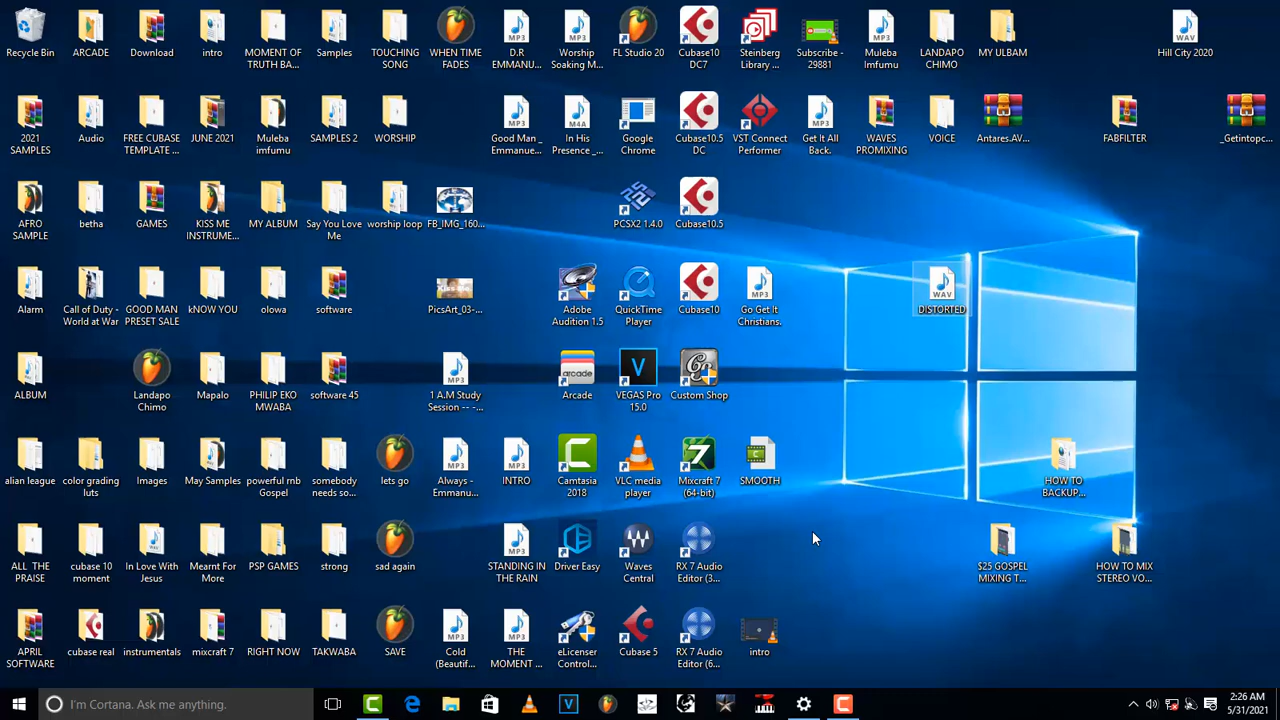 Recycle Bin
ARCADE
Download
intro
MOMENT OF
TRUTH BA...
Samples
TOUCHING
SONG
WHEN TIME
FADES
D.R
EMMANU...
Worship
Soaking M...
FL Studio 20
Cubase10
DC7
Steinberg
Library ...
Subscribe -
29881
Muleba
Imfumu
LANDAPO
CHIMO
MY ULBAM
Hill City 2020
2021
SAMPLES
Audio
FREE CUBASE
TEMPLATE ...
JUNE 2021
Muleba
imfumu
SAMPLES 2
WORSHIP
Good Man _
Emmanue...
In His
Presence _...
Google
Chrome
Cubase10.5
DC
VST Connect
Performer
Get It All
Back.
WAVES
PROMIXING
VOICE
Antares.AV...
FABFILTER
_Getintopc...
AFRO
SAMPLE
betha
GAMES
KISS ME
INSTRUME...
MY ALBUM
Say You Love
Me
worship loop
FB_IMG_160...
PCSX2 1.4.0
Cubase10.5
Alarm
Call of Duty -
World at War
GOOD MAN
PRESET SALE
kNOW YOU
olowa
software
PicsArt_03-...
Adobe
Audition 1.5
QuickTime
Player
Cubase10
Go Get It
Christians.
WAV
DISTORTED
ALBUM
Landapo
Chimo
Mapalo
PHILIP EKO
MWABA
software 45
1 A.M Study
Session -- -...
arcade
Arcade
VEGAS Pro
15.0
Custom Shop
alian league
color grading
luts
Images
May Samples
powerful rnb
Gospel
somebody
needs so...
lets go
Always -
Emmanu...
INTRO
Camtasia
2018
VLC media
player
Mixcraft 7
(64-bit)
SMOOTH
HOW TO
BACKUP...
ALL THE
PRAISE
cubase 10
moment
In Love With
Jesus
Mearnt For
More
PSP GAMES
strong
sad again
STANDING IN
THE RAIN
Driver Easy
Waves
Central
RX 7 Audio
Editor (3...
$25 GOSPEL
MIXING T...
HOW TO MIX
STEREO VO...
APRIL
SOFTWARE
cubase real
instrumentals
mixcraft 7
RIGHT NOW
TAKWABA
SAVE
Cold
(Beautif...
THE
MOMENT ...
eLicenser
Control...
Cubase 5
RX 7 Audio
Editor (6...
intro
I'm Cortana. Ask me anything.
2:26 AM
5/31/2021